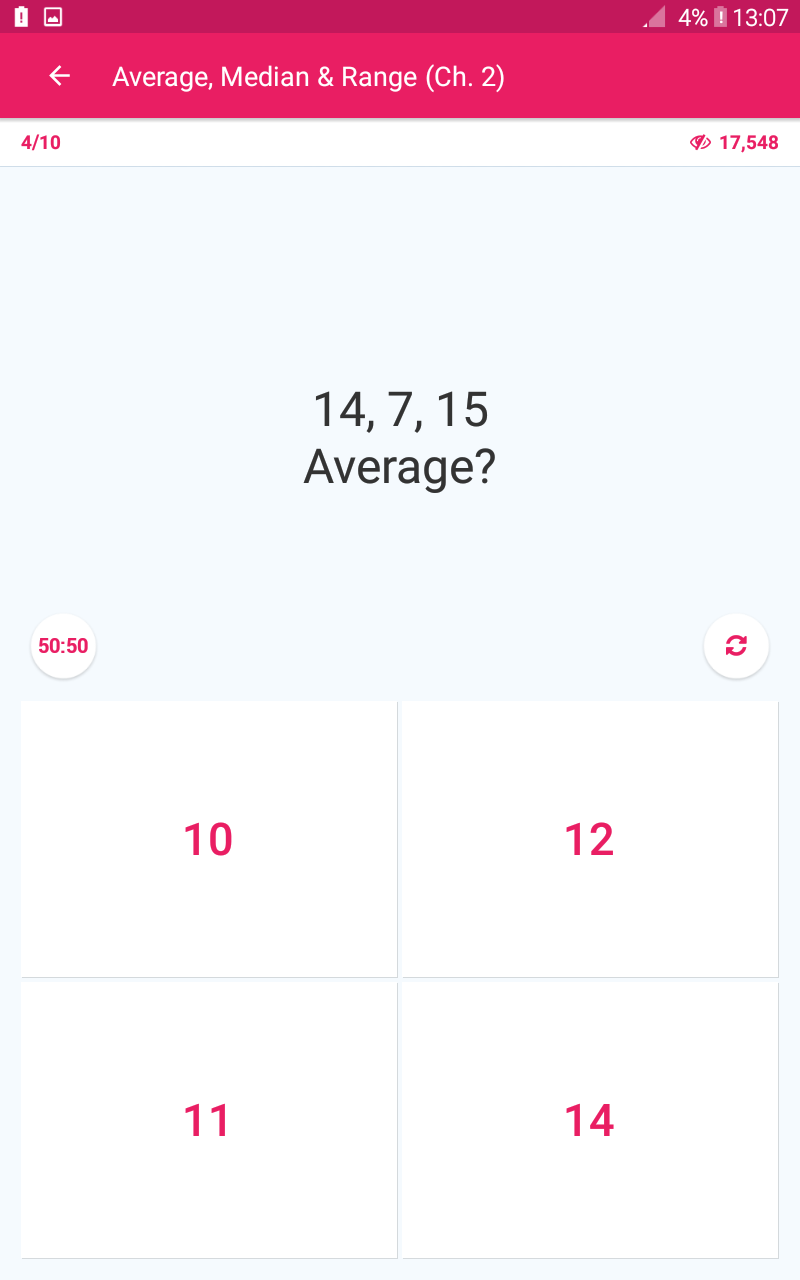 4% 13:07
Average, Median & Range (Ch. 2)
4/10 17,548
14, 7, 15
Average?
50:50
10 12
11 14